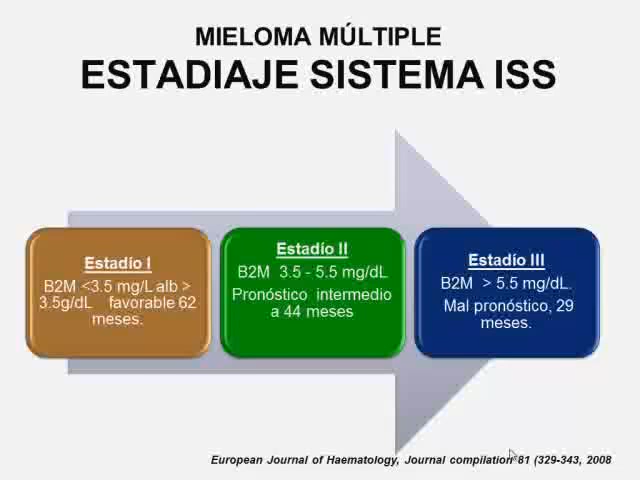 MIELOMA MÚLTIPLE
ESTADIAJE SISTEMA ISS
Estadío I
B2M <3.5 mg/L alb >
3.5g/dL favorable 62
meses.
Estadío II
B2M 3.5 - 5.5 mg/dL
Pronóstico intermedio
a 44 meses
Estadío III
B2M > 5.5 mg/dL.
Mal pronóstico, 29
meses.
European Journal of Haematology, Journal compilation 81 (329-343, 2008